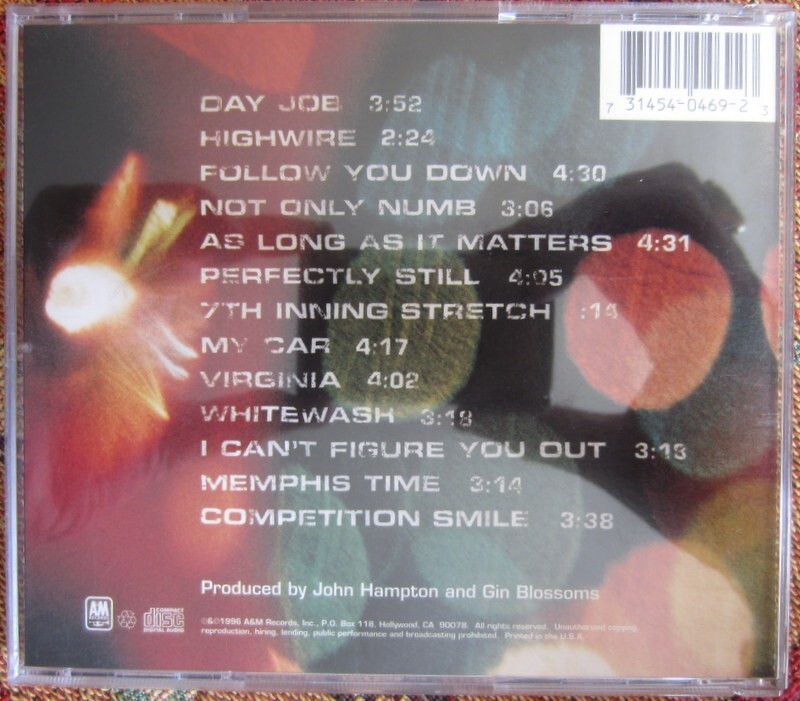 7 31454-0469-2 3
DAY JOB 3:52
HIGHWIRE 2:24
FOLLOW YOU DOWN 4:30
NOT ONLY NUMB 3:06
AS LONG AS IT MATTERS 4:31
PERFECTLY STILL 4:05
7TH INNING STRETCH :14
MY CAR 4:17
VIRGINIA 4:02
WHITEWASH 3:18
I CAN'T FIGURE YOU OUT 3:13
MEMPHIS TIME 3:14
COMPETITION SMILE 3:38
Produced by John Hampton and Gin Blossoms
AM
RECORDS
COMPACT
disc
DIGITAL AUDIO
℗&©1996 A&M Records, Inc., P.O. Box 118, Hollywood, CA 90078. All rights reserved. Unauthorized copying,
reproduction, hiring, lending, public performance and broadcasting prohibited. Printed in the U.S.A.